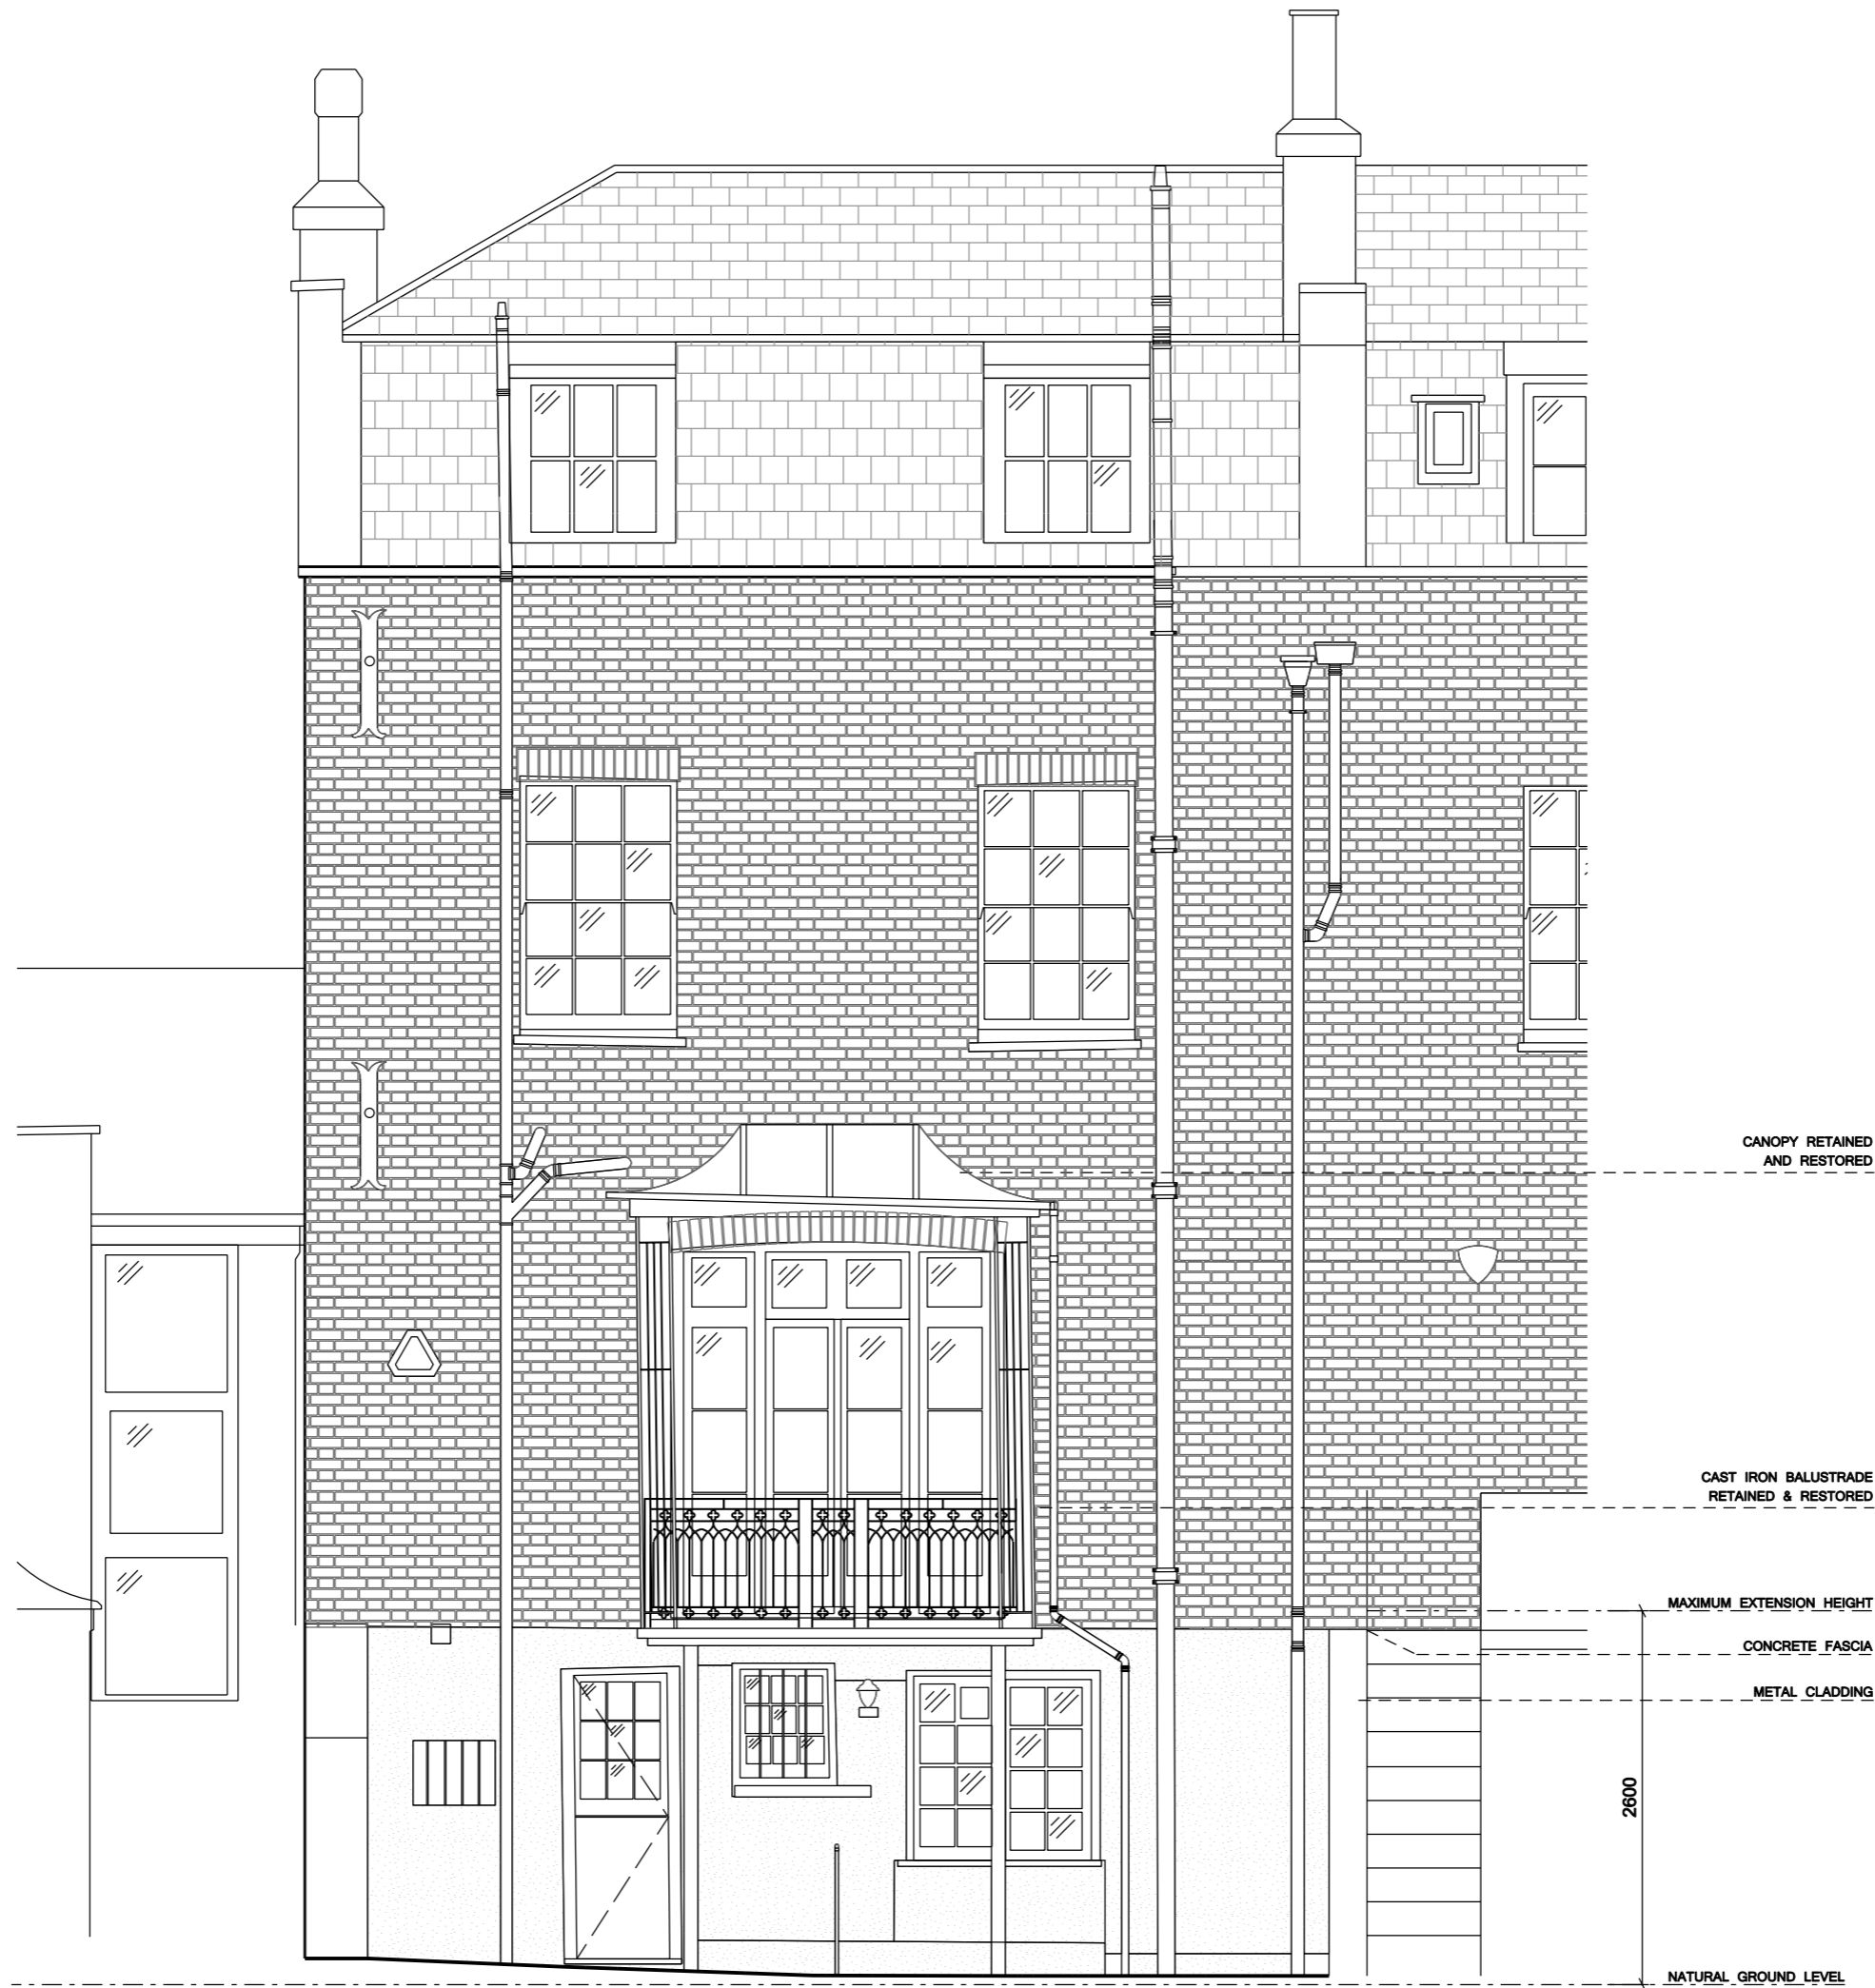 CANOPY RETAINED
AND RESTORED
CAST IRON BALUSTRADE
RETAINED & RESTORED
MAXIMUM EXTENSION HEIGHT
CONCRETE FASCIA
METAL CLADDING
2600
NATURAL GROUND LEVEL